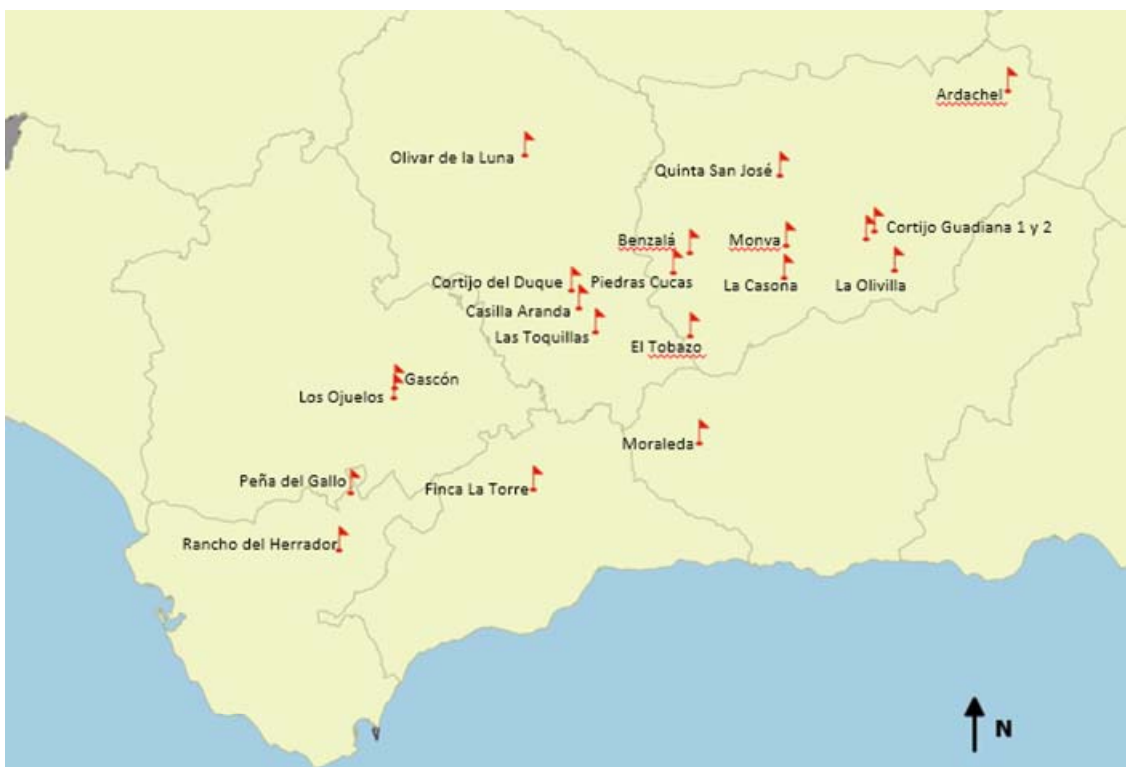 Ardachel
Olivar de la Luna
Quinta San José
Cortijo Guadiana 1 y 2
Benzalá
Monva
Cortijo del Duque
Piedras Cucas
La Casona
La Olivilla
Casilla Aranda
Las Toquillas
El Tobazo
Gascón
Los Ojuelos
Moraleda
Peña del Gallo
Finca La Torre
Rancho del Herrador
N